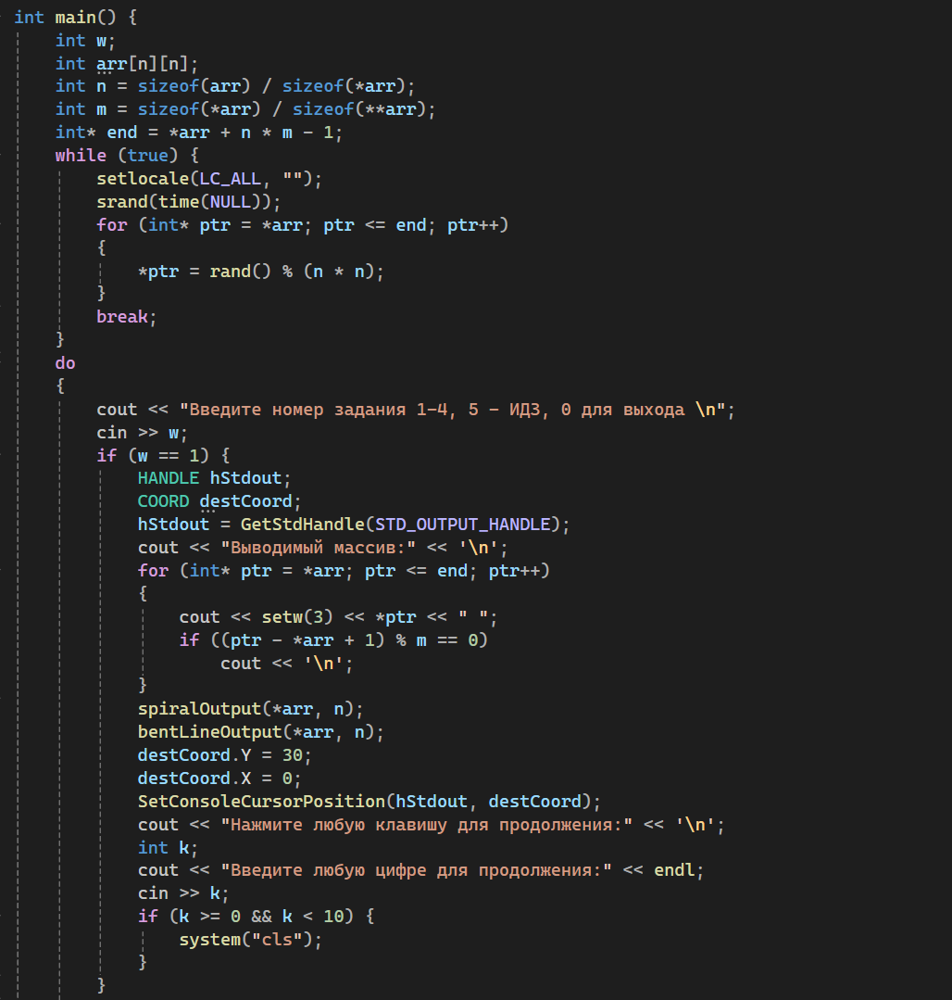 int main() {
int w;
int arr[n][n];
int n = sizeof(arr) / sizeof(*arr);
int m = sizeof(*arr) / sizeof(**arr);
int* end = *arr + n * m - 1;
while (true) {
setlocale(LC_ALL, "");
srand(time(NULL));
for (int* ptr = *arr; ptr <= end; ptr++)
{
*ptr = rand() % (n * n);
}
break;
}
do
{
cout << "Введите номер задания 1-4, 5 - ИДЗ, 0 для выхода \n";
cin >> w;
if (w == 1) {
HANDLE hStdout;
COORD destCoord;
hStdout = GetStdHandle(STD_OUTPUT_HANDLE);
cout << "Выводимый массив:" << '\n';
for (int* ptr = *arr; ptr <= end; ptr++)
{
cout << setw(3) << *ptr << " ";
if ((ptr - *arr + 1) % m == 0)
cout << '\n';
}
spiralOutput(*arr, n);
bentLineOutput(*arr, n);
destCoord.Y = 30;
destCoord.X = 0;
SetConsoleCursorPosition(hStdout, destCoord);
cout << "Нажмите любую клавишу для продолжения:" << '\n';
int k;
cout << "Введите любую цифре для продолжения:" << endl;
cin >> k;
if (k >= 0 && k < 10) {
system("cls");
}
}